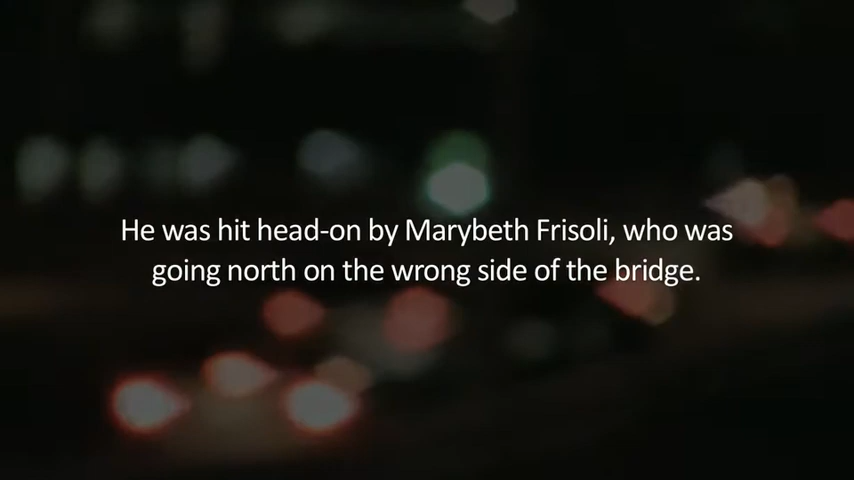 He was hit head-on by Marybeth Frisoli, who was
going north on the wrong side of the bridge.